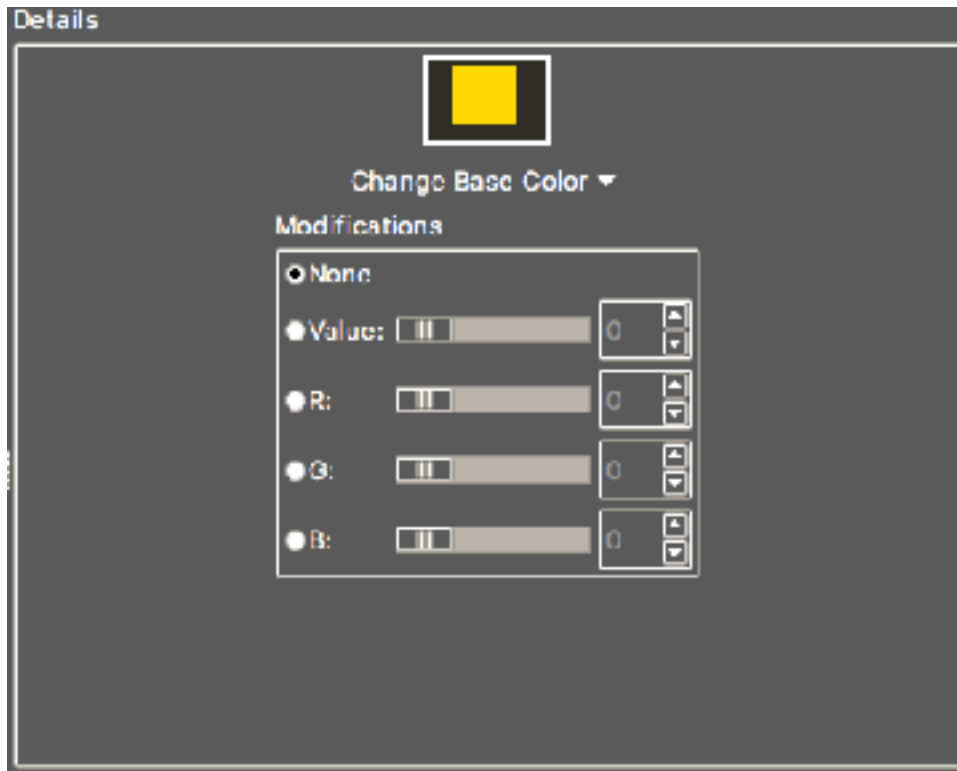 Details
Change Base Color
Modifications
None
Value: 0
R: 0
G: 0
B: 0